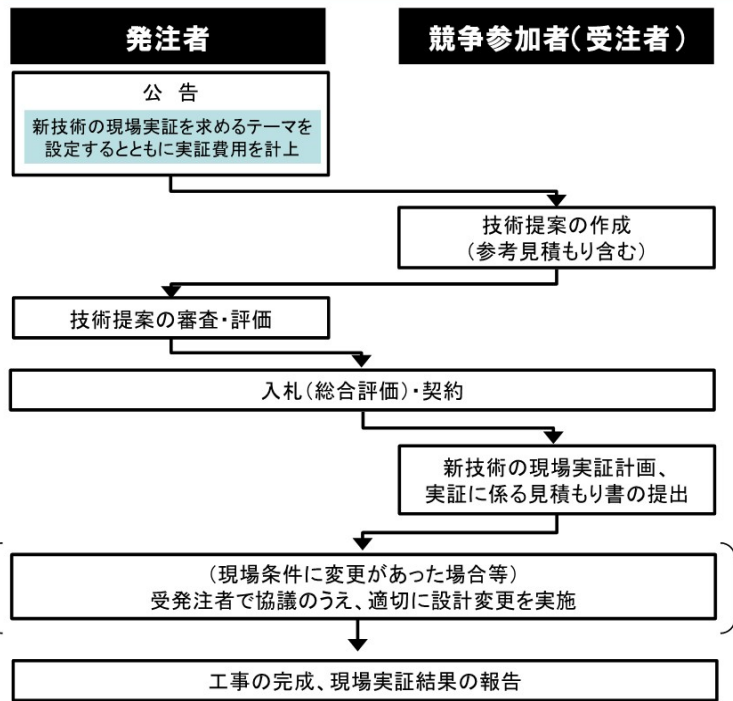 発注者
競争参加者(受注者)
公 告
新技術の現場実証を求めるテーマを
設定するとともに実証費用を計上
技術提案の作成
(参考見積もり含む)
技術提案の審査・評価
入札(総合評価)・契約
新技術の現場実証計画、
実証に係る見積もり書の提出
(現場条件に変更があった場合等)
受発注者で協議のうえ、適切に設計変更を実施
工事の完成、現場実証結果の報告